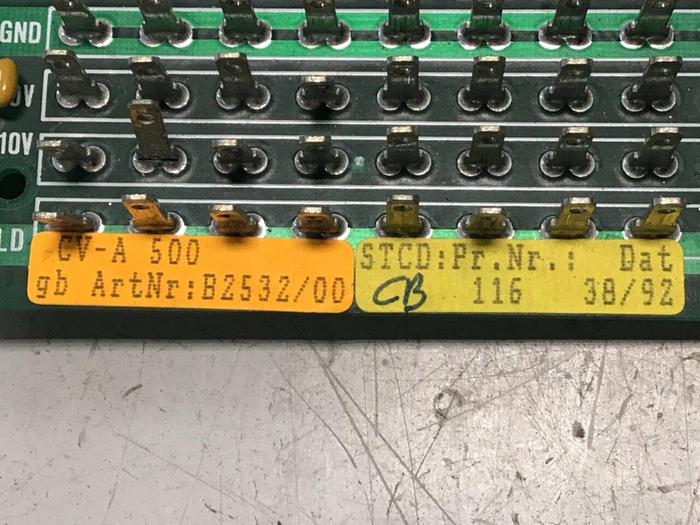 GND
0V
10V
LD
CV-A 500
gb ArtNr:B2532/00
STCD:Pr.Nr.: Dat
CB 116 38/92